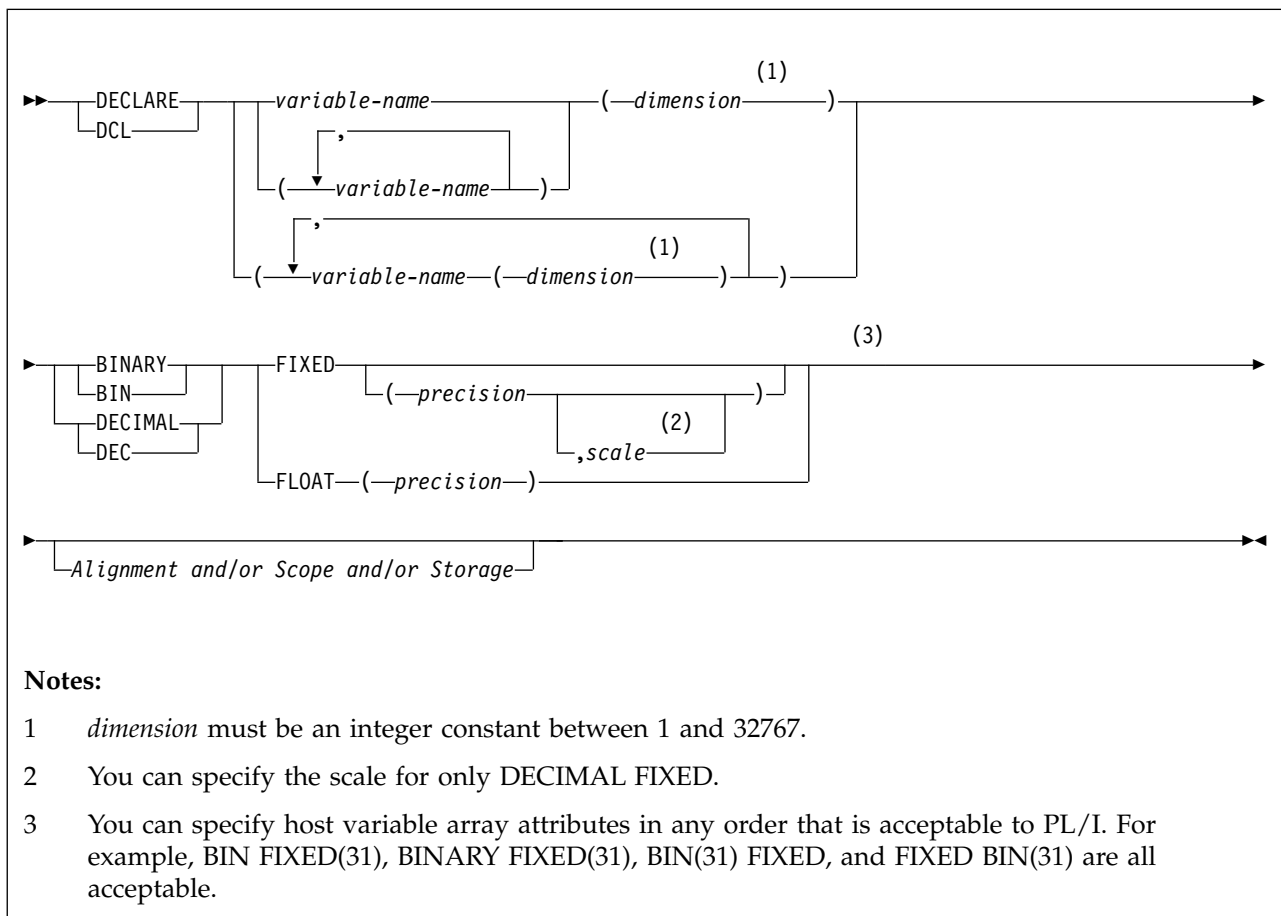 (1)
DECLARE variable-name ( dimension )
DCL ,
( variable-name )
,
(1)
( variable-name ( dimension ) )
(3)
BINARY FIXED
BIN ( precision )
DECIMAL (2)
DEC ,scale
FLOAT ( precision )
Alignment and/or Scope and/or Storage
Notes:
1 dimension must be an integer constant between 1 and 32767.
2 You can specify the scale for only DECIMAL FIXED.
3 You can specify host variable array attributes in any order that is acceptable to PL/I. For
example, BIN FIXED(31), BINARY FIXED(31), BIN(31) FIXED, and FIXED BIN(31) are all
acceptable.